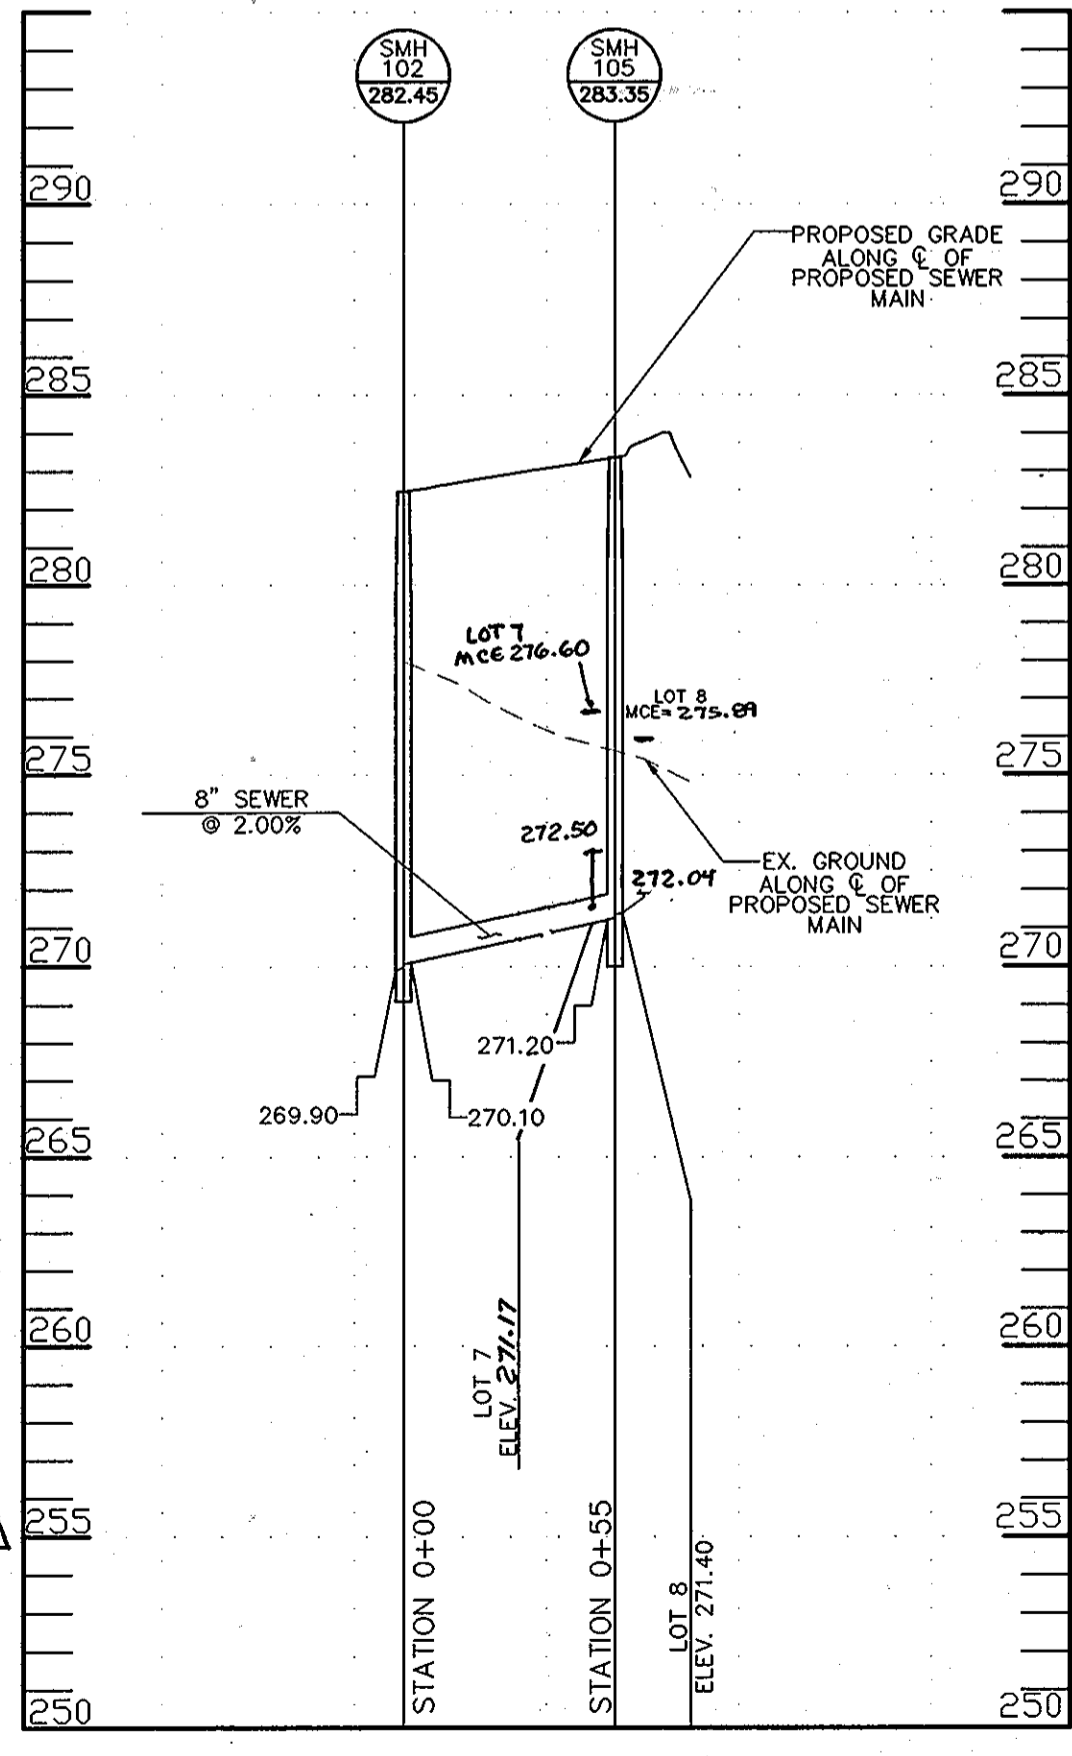 SMH
102
282.45
SMH
105
283.35
290
290
PROPOSED GRADE
ALONG ℄ OF
PROPOSED SEWER
MAIN
285
285
280
280
LOT 7
MCE 276.60
LOT 8
MCE= 275.89
275
275
8" SEWER
@ 2.00%
272.50
272.04
EX. GROUND
ALONG ℄ OF
PROPOSED SEWER
MAIN
270
270
271.20
269.90
270.10
265
265
260
260
LOT 7
ELEV. 271.17
255
255
STATION 0+00
STATION 0+55
LOT 8
ELEV. 271.40
250
250